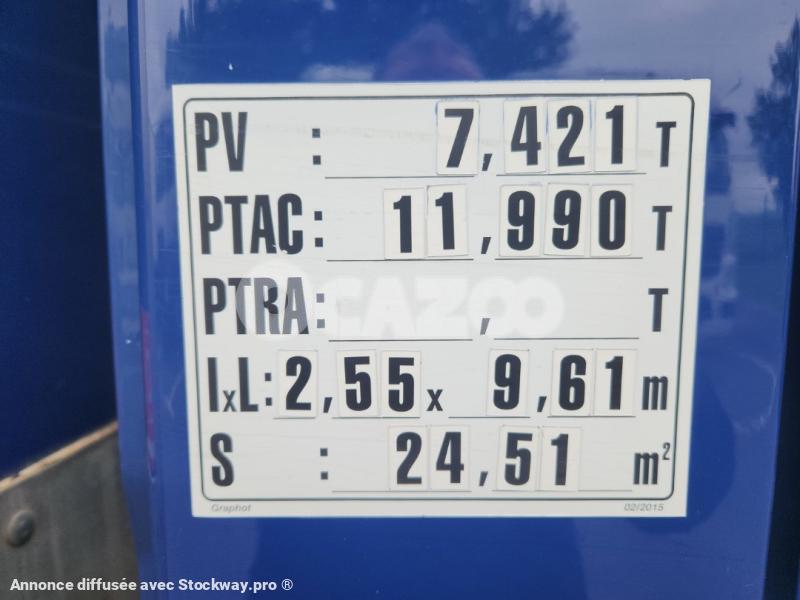 PV : 7,421 T
PTAC: 11,990 T
PTRA: , T
IxL: 2,55 x 9,61 m
S : 24,51 m²
Graphot 02/2015
OCAZOO
Annonce diffusée avec Stockway.pro ®